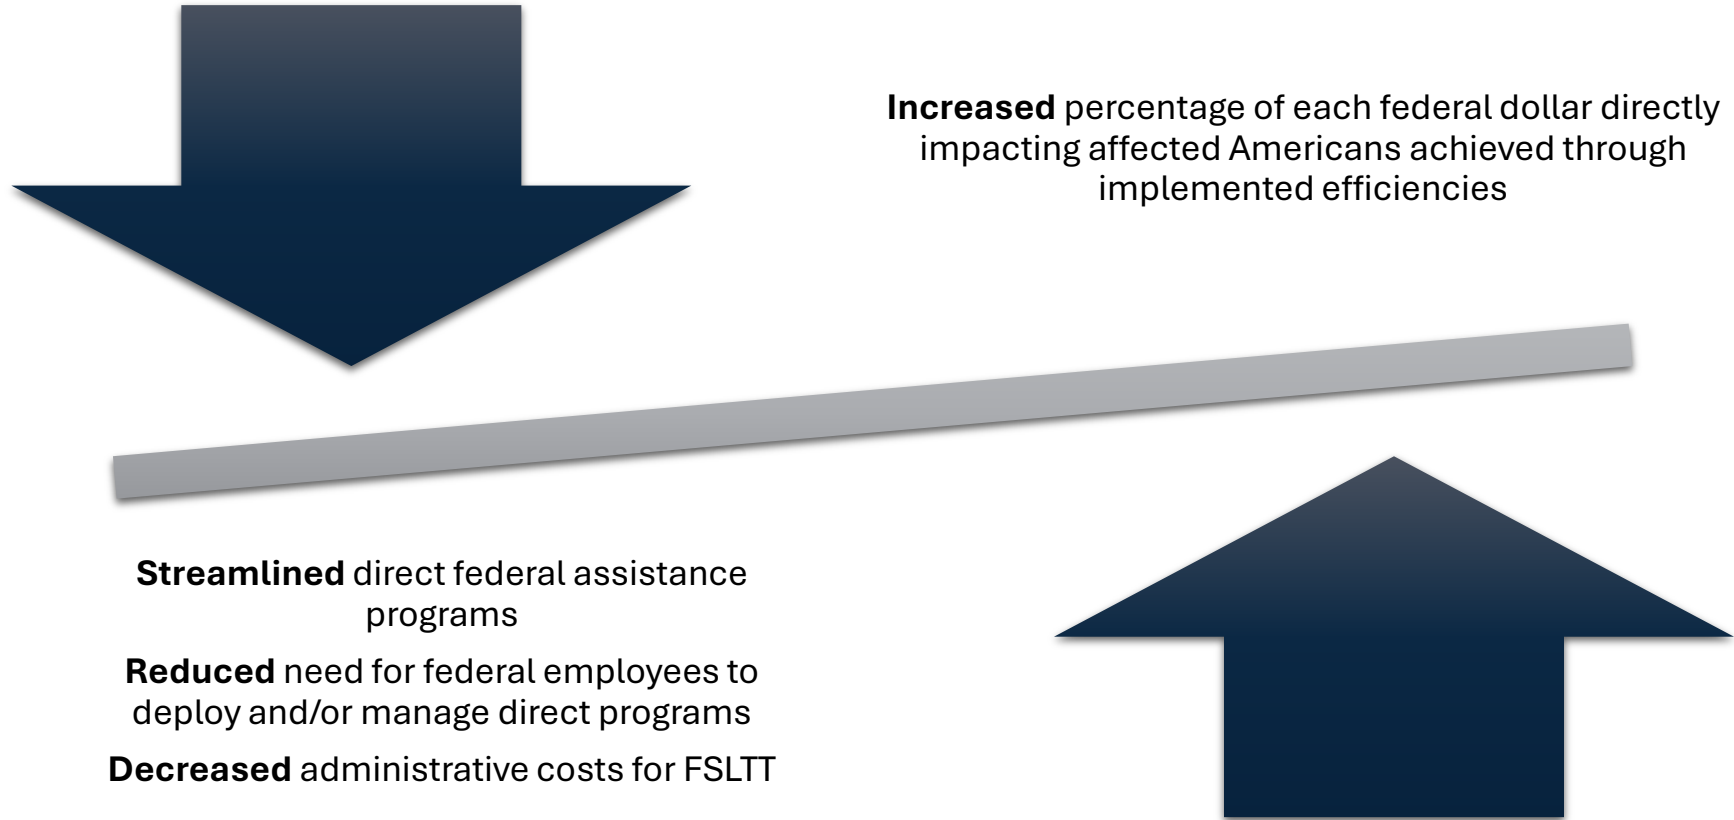 Increased percentage of each federal dollar directly
impacting affected Americans achieved through
implemented efficiencies
Streamlined direct federal assistance
programs
Reduced need for federal employees to
deploy and/or manage direct programs
Decreased administrative costs for FSLTT